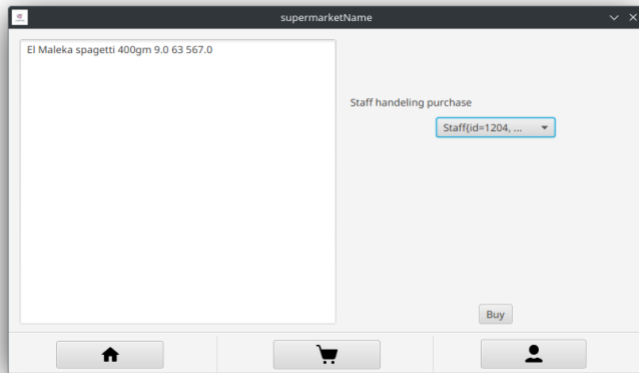 supermarketName
El Maleka spagetti 400gm 9.0 63 567.0
Staff handeling purchase
Staff{id=1204, ...
Buy